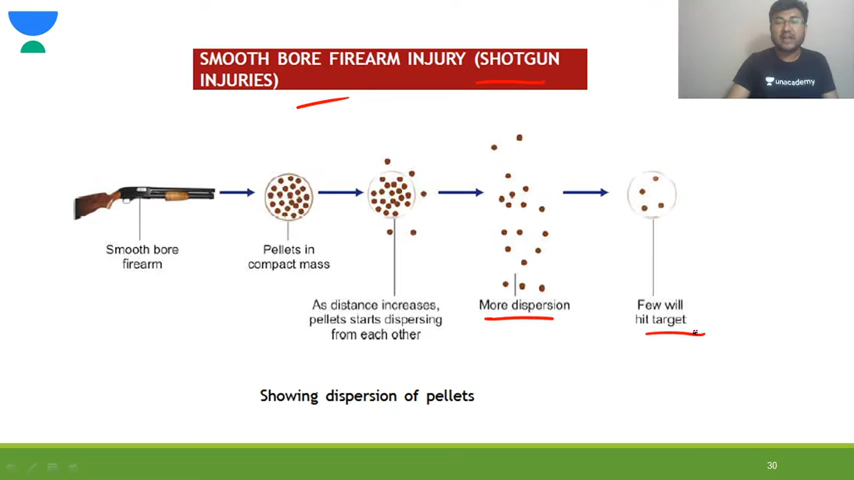 unacademy
SMOOTH BORE FIREARM INJURY (SHOTGUN
INJURIES)
Smooth bore
firearm
Pellets in
compact mass
As distance increases,
pellets starts dispersing
from each other
More dispersion
Few will
hit target
Showing dispersion of pellets
30